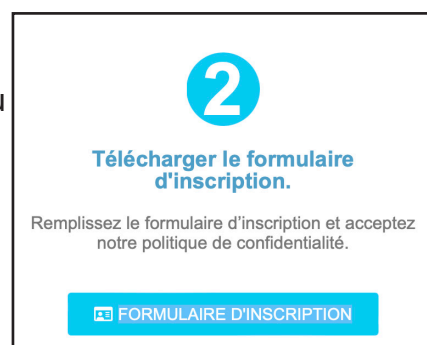 2
Télécharger le formulaire
d'inscription.
Remplissez le formulaire d'inscription et acceptez
notre politique de confidentialité.
FORMULAIRE D'INSCRIPTION